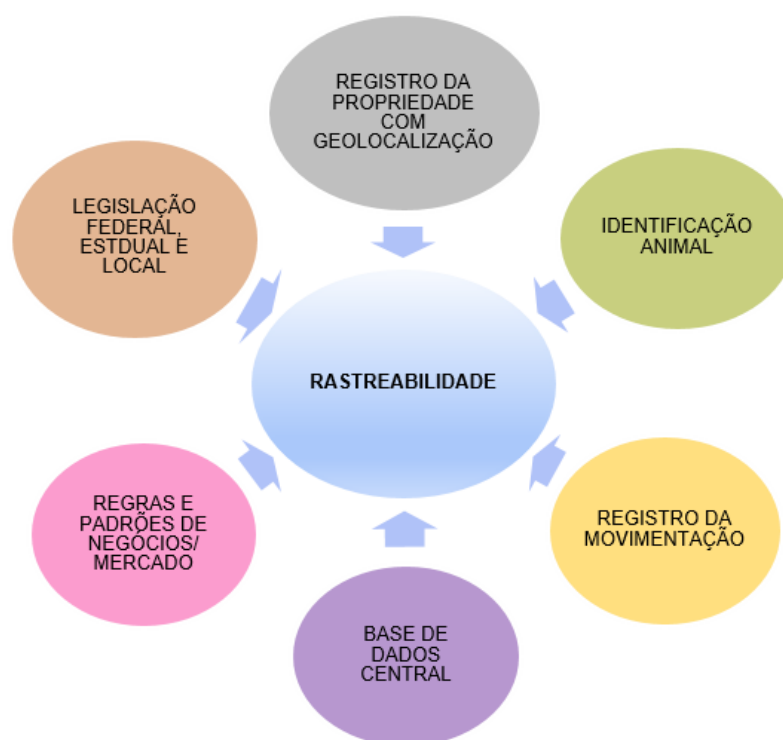 REGISTRO DA
PROPRIEDADE
COM
GEOLOCALIZAÇÃO
LEGISLAÇÃO
FEDERAL,
ESTDUAL E
LOCAL
IDENTIFICAÇÃO
ANIMAL
RASTREABILIDADE
REGRAS E
PADRÕES DE
NEGÓCIOS/
MERCADO
REGISTRO DA
MOVIMENTAÇÃO
BASE DE
DADOS
CENTRAL